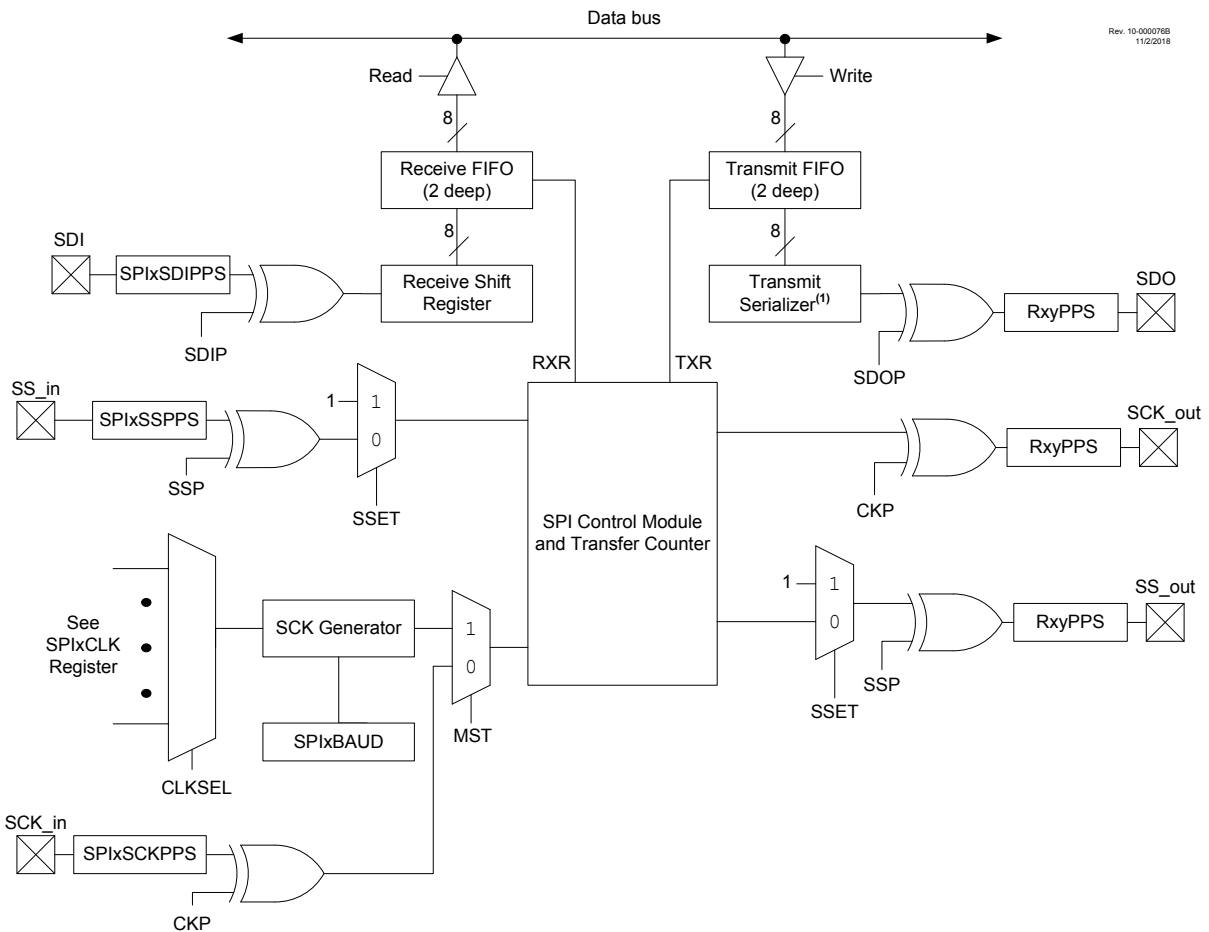 Data bus
Rev. 10-000076B
11/2/2018
Read
Write
8
8
Receive FIFO
(2 deep)
Transmit FIFO
(2 deep)
8
8
SDI
SPIxSDIPPS
SDIP
Receive Shift
Register
Transmit
Serializer(1)
SDOP
RxyPPS
SDO
RXR
TXR
SS_in
SPIxSSPPS
SSP
1
1
0
SSET
SPI Control Module
and Transfer Counter
CKP
RxyPPS
SCK_out
See
SPIxCLK
Register
CLKSEL
SCK Generator
SPIxBAUD
1
0
MST
1
1
0
SSET
SSP
RxyPPS
SS_out
SCK_in
SPIxSCKPPS
CKP